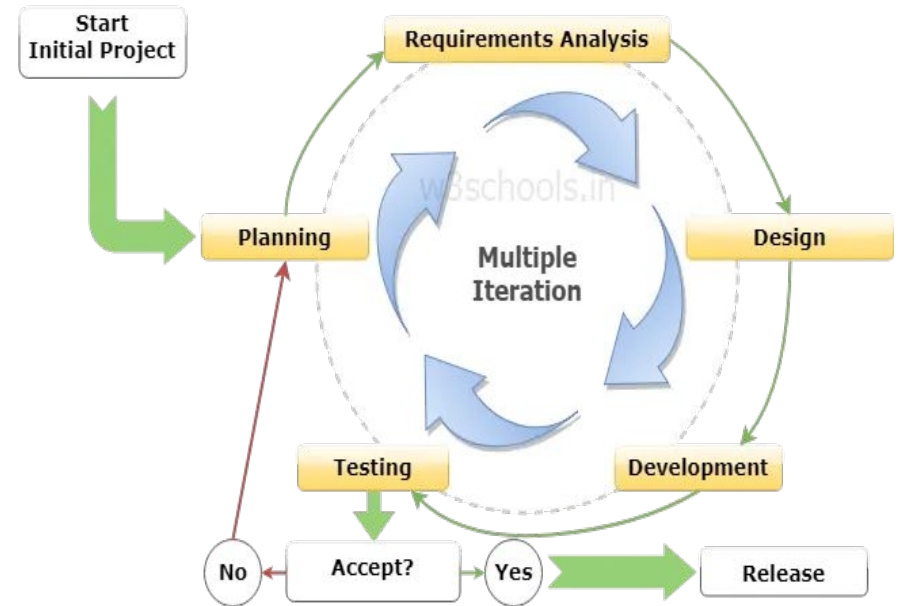 Start
Initial Project
Requirements Analysis
w3schools.in
Planning
Design
Multiple
Iteration
Testing
Development
No
Accept?
Yes
Release